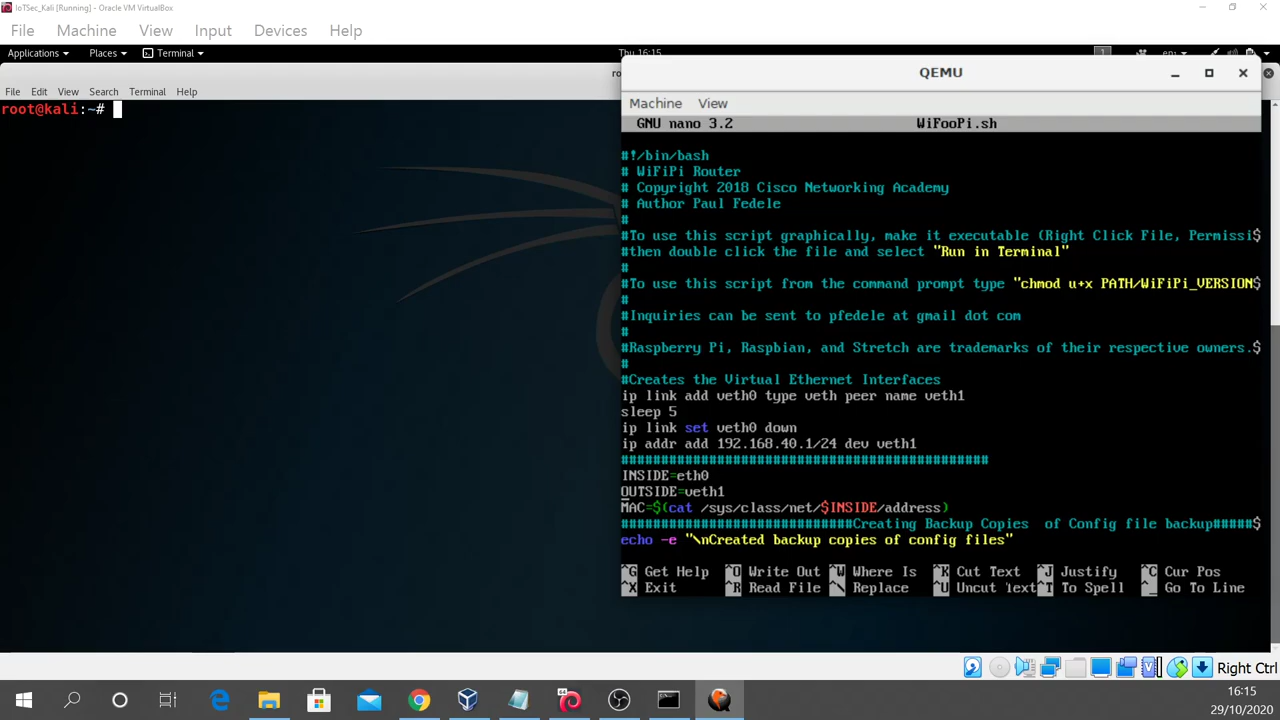 IoTSec_Kali [Running] - Oracle VM VirtualBox
File Machine View Input Devices Help
Applications Places Terminal Thu 16:15 1
File Edit View Search Terminal Help
root@kali:~#
QEMU
Machine View
GNU nano 3.2 WiFooPi.sh
#!/bin/bash
# WiFiPi Router
# Copyright 2018 Cisco Networking Academy
# Author Paul Fedele
#
#To use this script graphically, make it executable (Right Click File, Permissi$
#then double click the file and select "Run in Terminal"
#
#To use this script from the command prompt type "chmod u+x PATH/WiFiPi_VERSION$
#
#Inquiries can be sent to pfedele at gmail dot com
#
#Raspberry Pi, Raspbian, and Stretch are trademarks of their respective owners.$
#
#Creates the Virtual Ethernet Interfaces
ip link add veth0 type veth peer name veth1
sleep 5
ip link set veth0 down
ip addr add 192.168.40.1/24 dev veth1
##############################################
INSIDE=eth0
OUTSIDE=veth1
MAC=$(cat /sys/class/net/$INSIDE/address)
#############################Creating Backup Copies  of Config file backup#####$
echo -e "\nCreated backup copies of config files"
^G Get Help ^O Write Out ^W Where Is ^K Cut Text ^J Justify ^C Cur Pos
^X Exit ^R Read File ^\ Replace ^U Uncut Text ^T To Spell ^_ Go To Line
Right Ctrl
16:15
29/10/2020